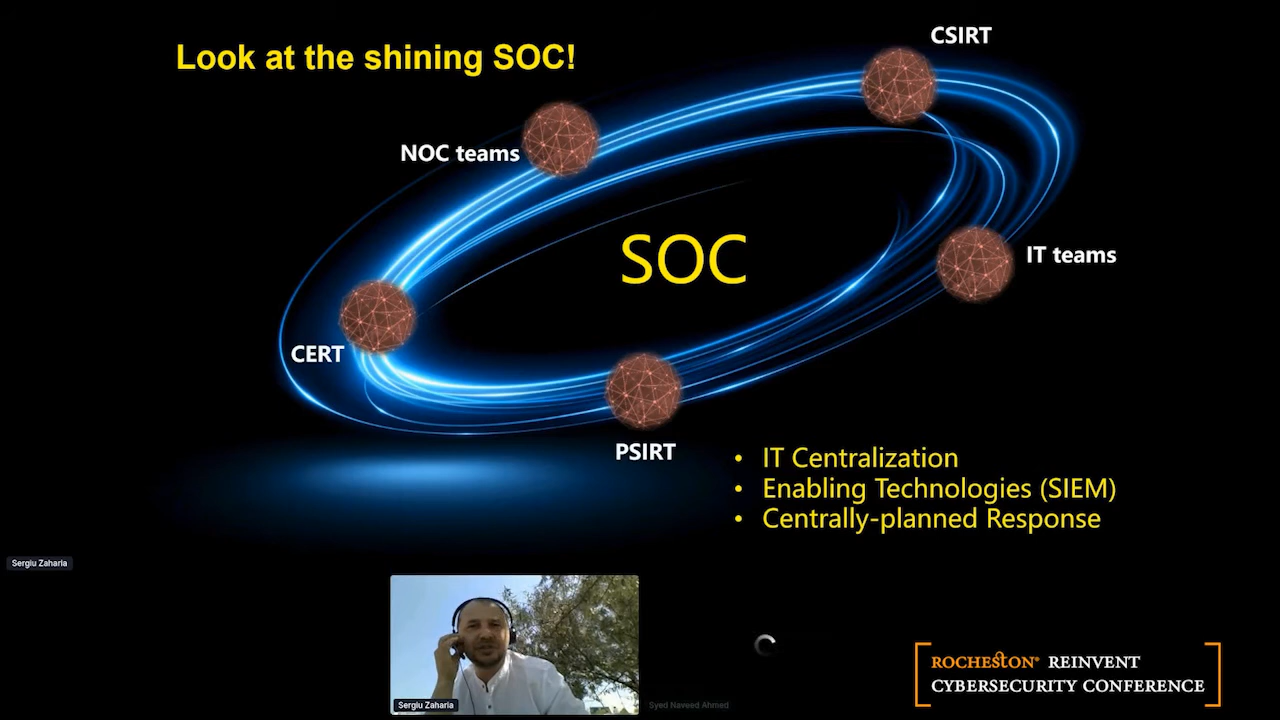 Look at the shining SOC!
CSIRT
NOC teams
SOC
IT teams
CERT
PSIRT
• IT Centralization
• Enabling Technologies (SIEM)
• Centrally-planned Response
Sergiu Zaharia
Sergiu Zaharia
Syed Naveed Ahmed
ROCHESTON® REINVENT
CYBERSECURITY CONFERENCE